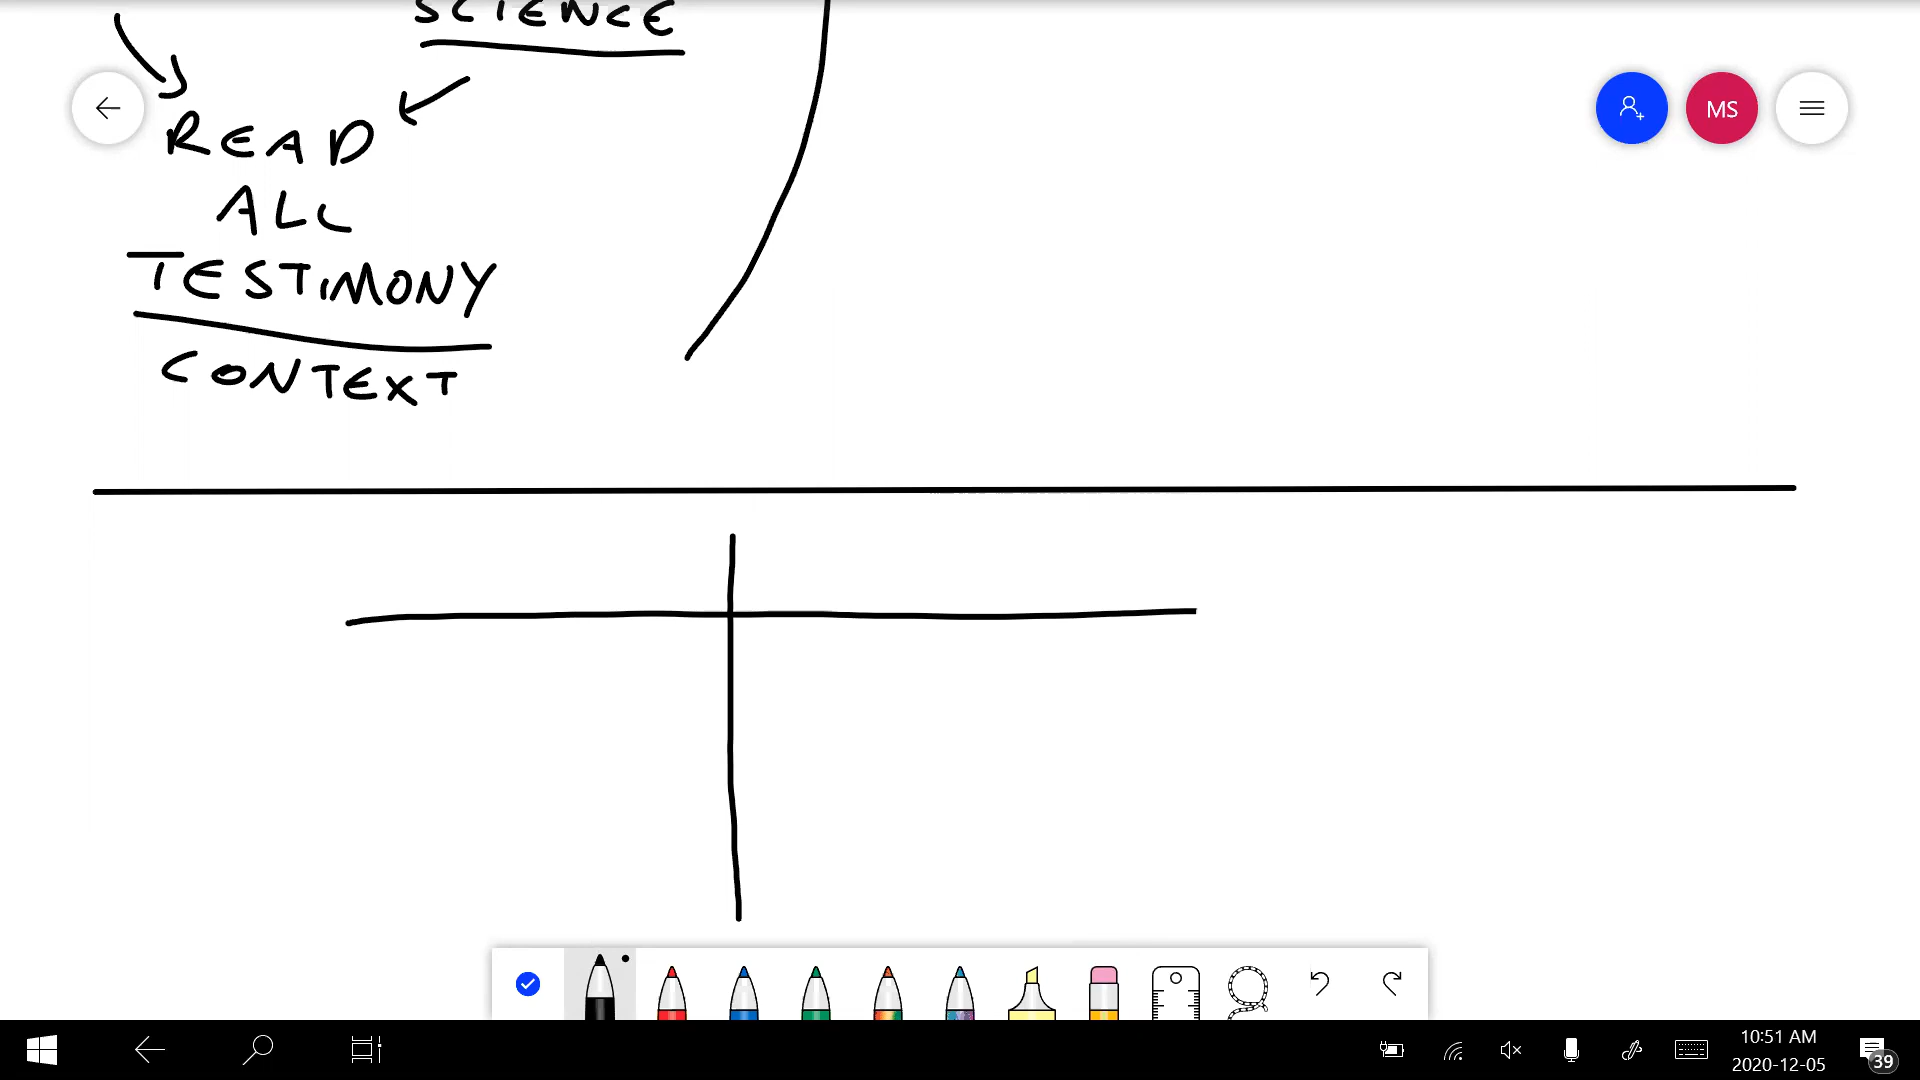 SCIENCE
READ
ALL
TESTIMONY
CONTEXT
MS
10:51 AM
2020-12-05
39